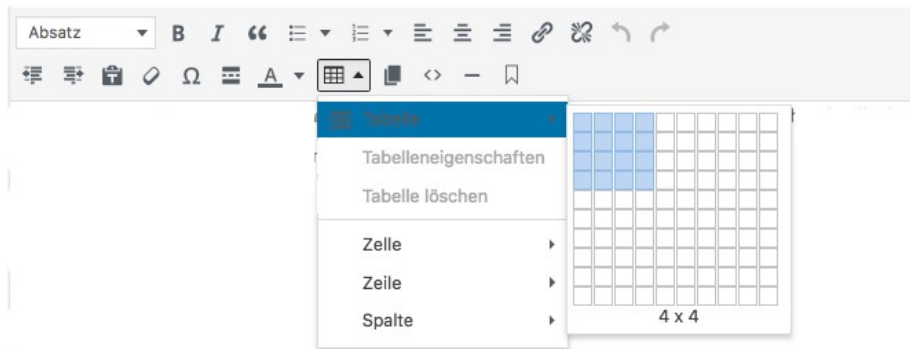 Absatz
B I “ Ω A <>
Tabelle
Tabelleneigenschaften
Tabelle löschen
Zelle
Zeile
Spalte
4 x 4